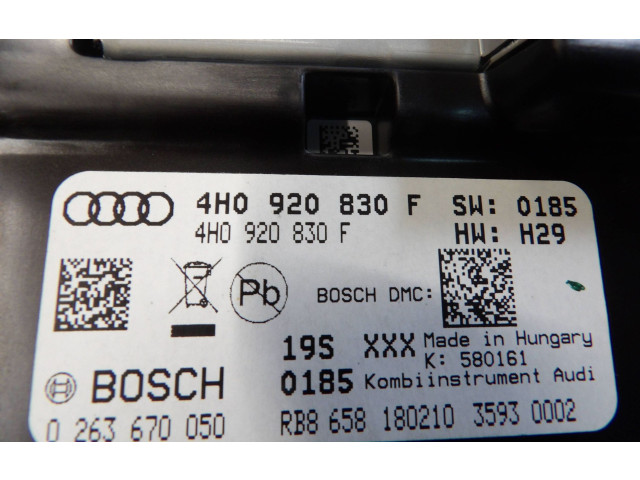 4H0 920 830 F SW: 0185
4H0 920 830 F HW: H29
Pb BOSCH DMC:
19S XXX Made in Hungary
K: 580161
BOSCH 0185 Kombiinstrument Audi
0 263 670 050 RB8 658 180210 3593 0002